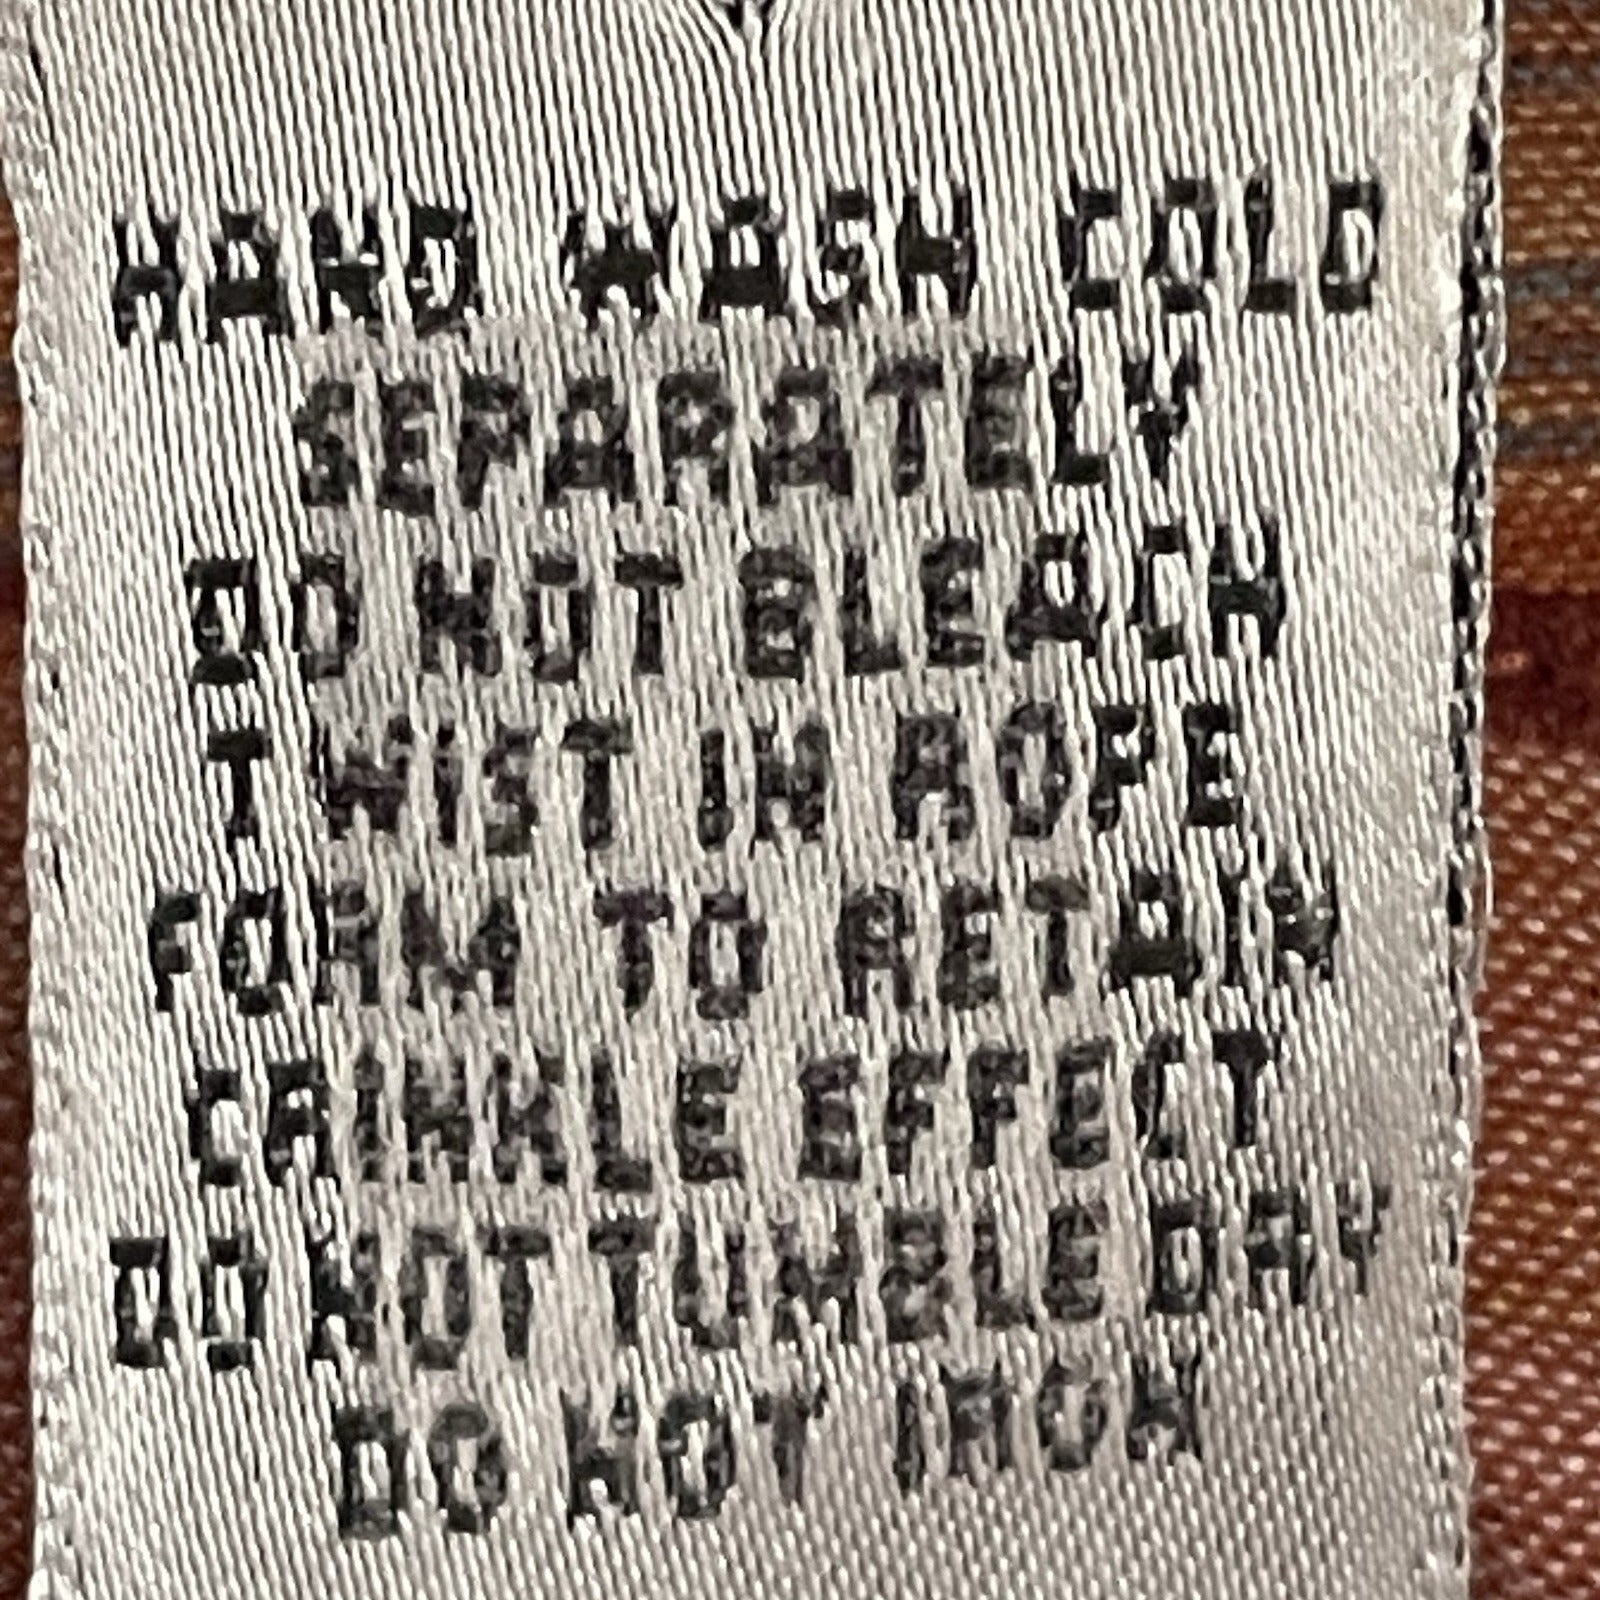 HAND WASH COLD
SEPARATELY
DO NOT BLEACH
TWIST IN ROPE
FORM TO RETAIN
CRINKLE EFFECT
DO NOT TUMBLE DRY
DO NOT IRON